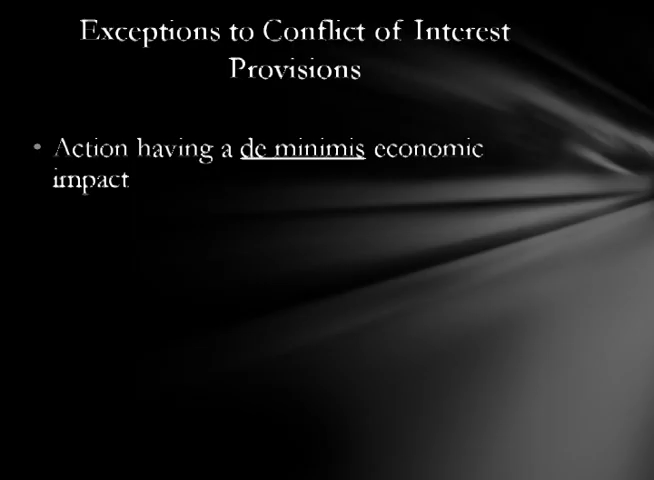 Exceptions to Conflict of Interest
Provisions
• Action having a de minimis economic
impact